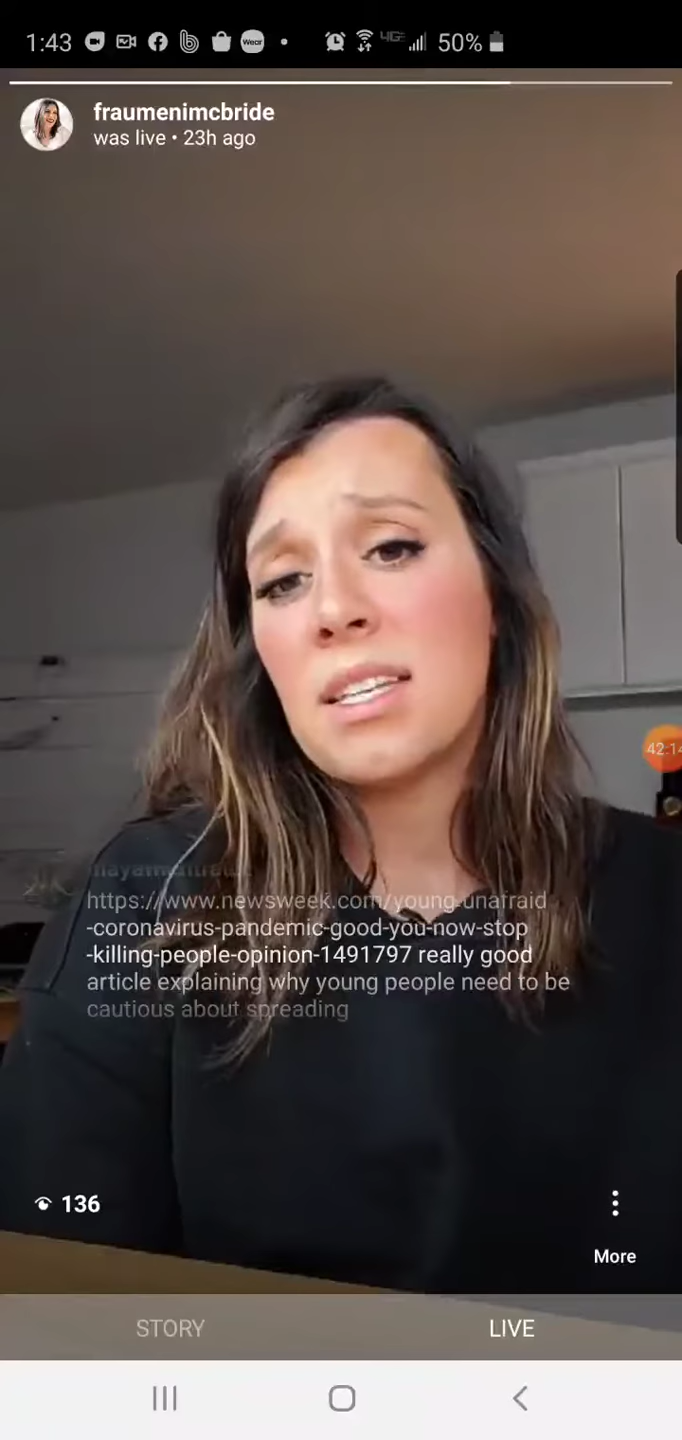 1:43
Wear
4G
50%
fraumenimcbride
was live • 23h ago
42:14
https://www.newsweek.com/young-unafraid
-coronavirus-pandemic-good-you-now-stop
-killing-people-opinion-1491797 really good
article explaining why young people need to be
cautious about spreading
136
More
STORY
LIVE